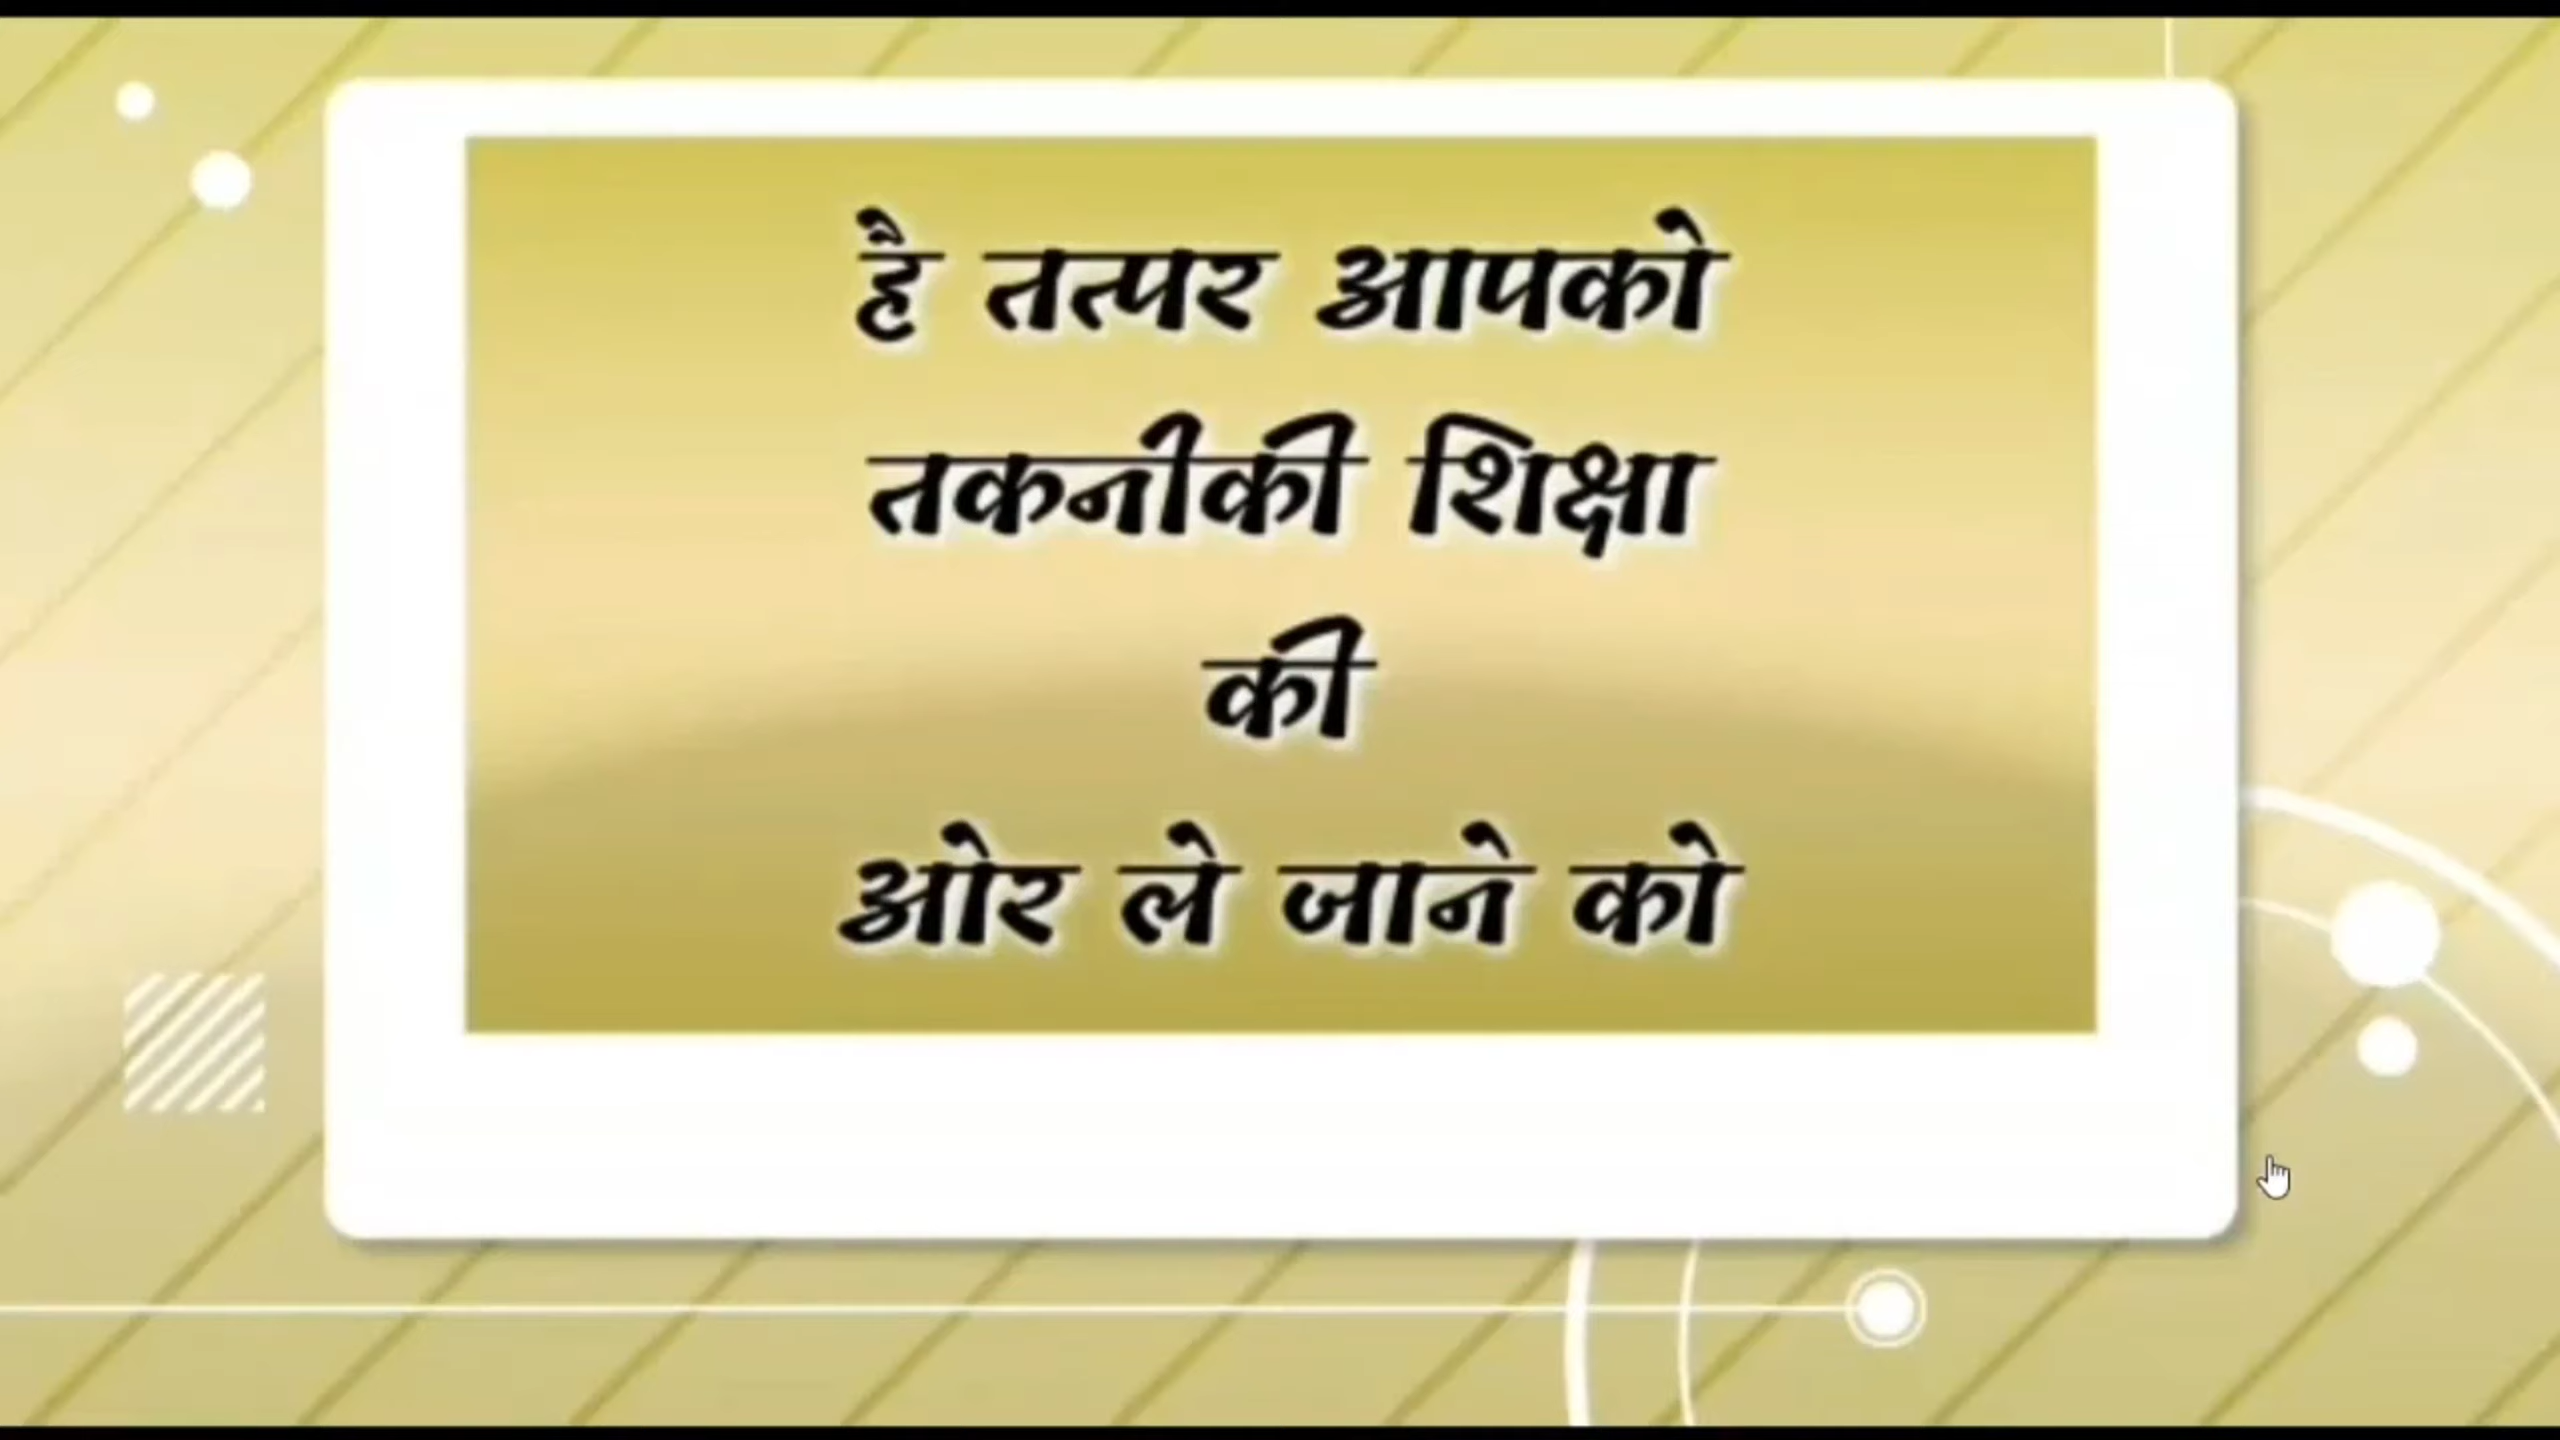 है तत्पर आपको
तकनीकी शिक्षा
की
ओर ले जाने को